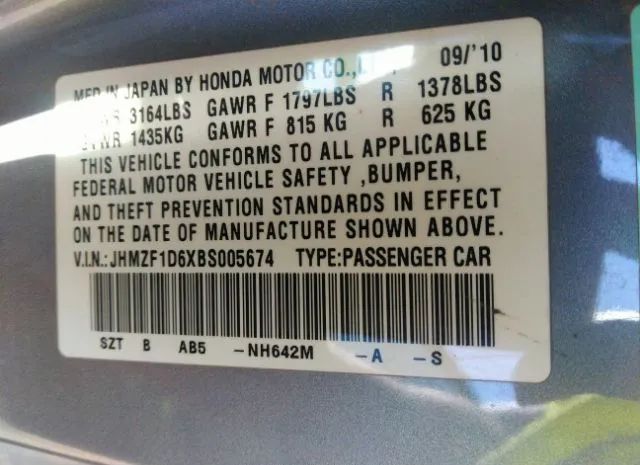 IN JAPAN BY HONDA MOTOR CO., 09/'10
3164LBS GAWR F 1797LBS R 1378LBS
1435KG GAWR F 815 KG R 625 KG
THIS VEHICLE CONFORMS TO ALL APPLICABLE
FEDERAL MOTOR VEHICLE SAFETY ,BUMPER,
AND THEFT PREVENTION STANDARDS IN EFFECT
ON THE DATE OF MANUFACTURE SHOWN ABOVE.
V.I.N.:JHMZF1D6XBS005674 TYPE:PASSENGER CAR
SZT B AB5 -NH642M -A -S